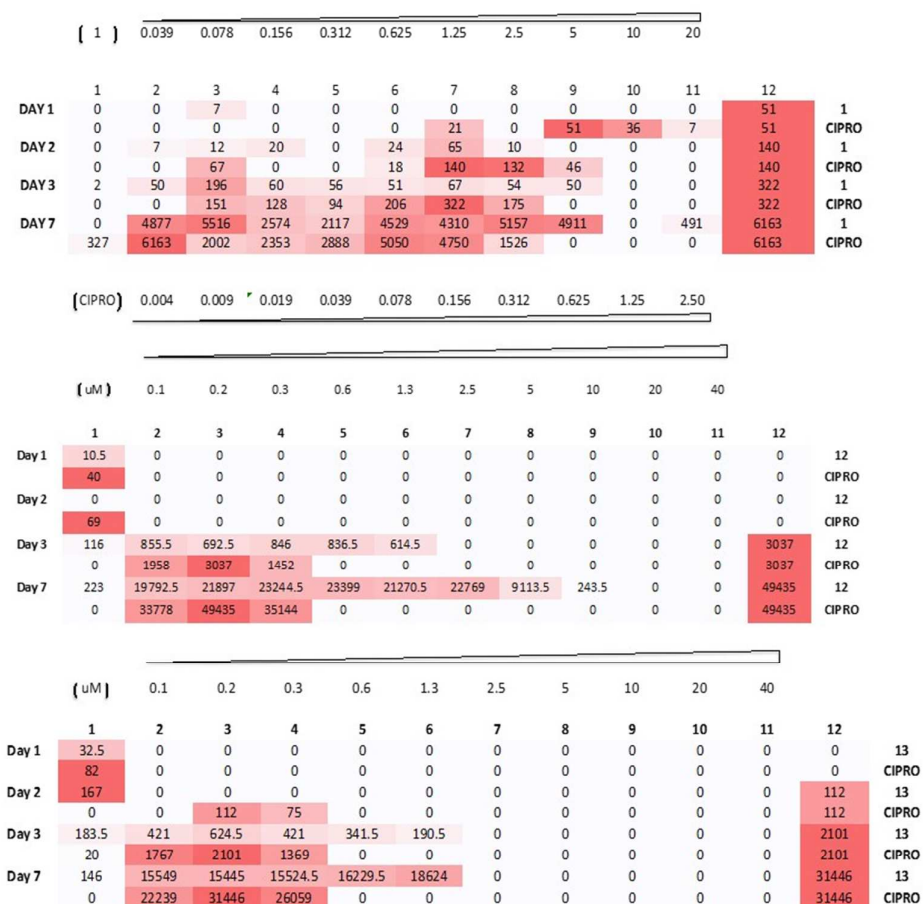 ( 1 ) 0.039 0.078 0.156 0.312 0.625 1.25 2.5 5 10 20
1 2 3 4 5 6 7 8 9 10 11 12
DAY 1 0 0 7 0 0 0 0 0 0 0 0 51 1
0 0 0 0 0 0 21 0 51 36 7 51 CIPRO
DAY 2 0 7 12 20 0 24 65 10 0 0 0 140 1
0 0 67 0 0 18 140 132 46 0 0 140 CIPRO
DAY 3 2 50 196 60 56 51 67 54 50 0 0 322 1
0 0 151 128 94 206 322 175 0 0 0 322 CIPRO
DAY 7 0 4877 5516 2574 2117 4529 4310 5157 4911 0 491 6163 1
327 6163 2002 2353 2888 5050 4750 1526 0 0 0 6163 CIPRO
(CIPRO) 0.004 0.009 0.019 0.039 0.078 0.156 0.312 0.625 1.25 2.50
( uM ) 0.1 0.2 0.3 0.6 1.3 2.5 5 10 20 40
1 2 3 4 5 6 7 8 9 10 11 12
Day 1 10.5 0 0 0 0 0 0 0 0 0 0 0 12
40 0 0 0 0 0 0 0 0 0 0 0 CIPRO
Day 2 0 0 0 0 0 0 0 0 0 0 0 0 12
69 0 0 0 0 0 0 0 0 0 0 0 CIPRO
Day 3 116 855.5 692.5 846 836.5 614.5 0 0 0 0 0 3037 12
0 1958 3037 1452 0 0 0 0 0 0 0 3037 CIPRO
Day 7 223 19792.5 21897 23244.5 23399 21270.5 22769 9113.5 243.5 0 0 49435 12
0 33778 49435 35144 0 0 0 0 0 0 0 49435 CIPRO
( uM ) 0.1 0.2 0.3 0.6 1.3 2.5 5 10 20 40
1 2 3 4 5 6 7 8 9 10 11 12
Day 1 32.5 0 0 0 0 0 0 0 0 0 0 0 13
82 0 0 0 0 0 0 0 0 0 0 0 CIPRO
Day 2 167 0 0 0 0 0 0 0 0 0 0 112 13
0 0 112 75 0 0 0 0 0 0 0 112 CIPRO
Day 3 183.5 421 624.5 421 341.5 190.5 0 0 0 0 0 2101 13
20 1767 2101 1369 0 0 0 0 0 0 0 2101 CIPRO
Day 7 146 15549 15445 15524.5 16229.5 18624 0 0 0 0 0 31446 13
0 22239 31446 26059 0 0 0 0 0 0 0 31446 CIPRO